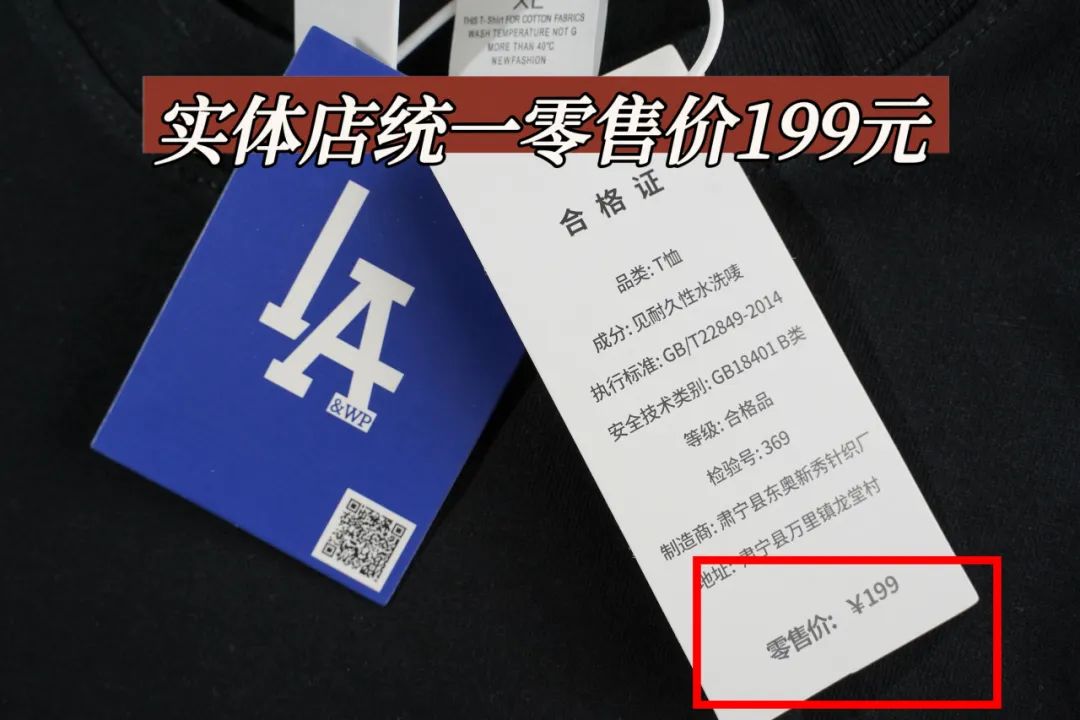 XL
THIS T-Shirt FOR COTTON FABRICS
WASH TEMPERATURE NOT G
MORE THAN 40℃
NEWFASHION
实体店统一零售价199元
LA
&WP
合格证
品类:T恤
成分:见耐久性水洗唛
执行标准:GB/T22849-2014
安全技术类别:GB18401 B类
等级:合格品
检验号:369
制造商:肃宁县东奥新秀针织厂
地址:肃宁县万里镇龙堂村
零售价: ¥199